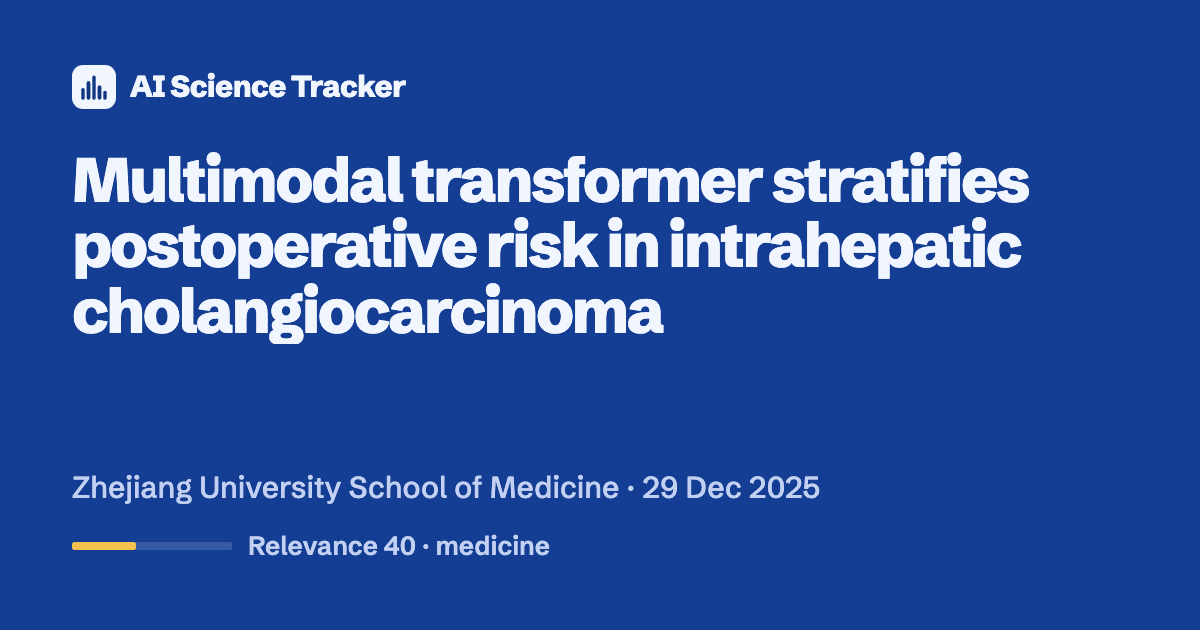 AI Science Tracker
Multimodal transformer stratifies
postoperative risk in intrahepatic
cholangiocarcinoma
Zhejiang University School of Medicine · 29 Dec 2025
Relevance 40 · medicine